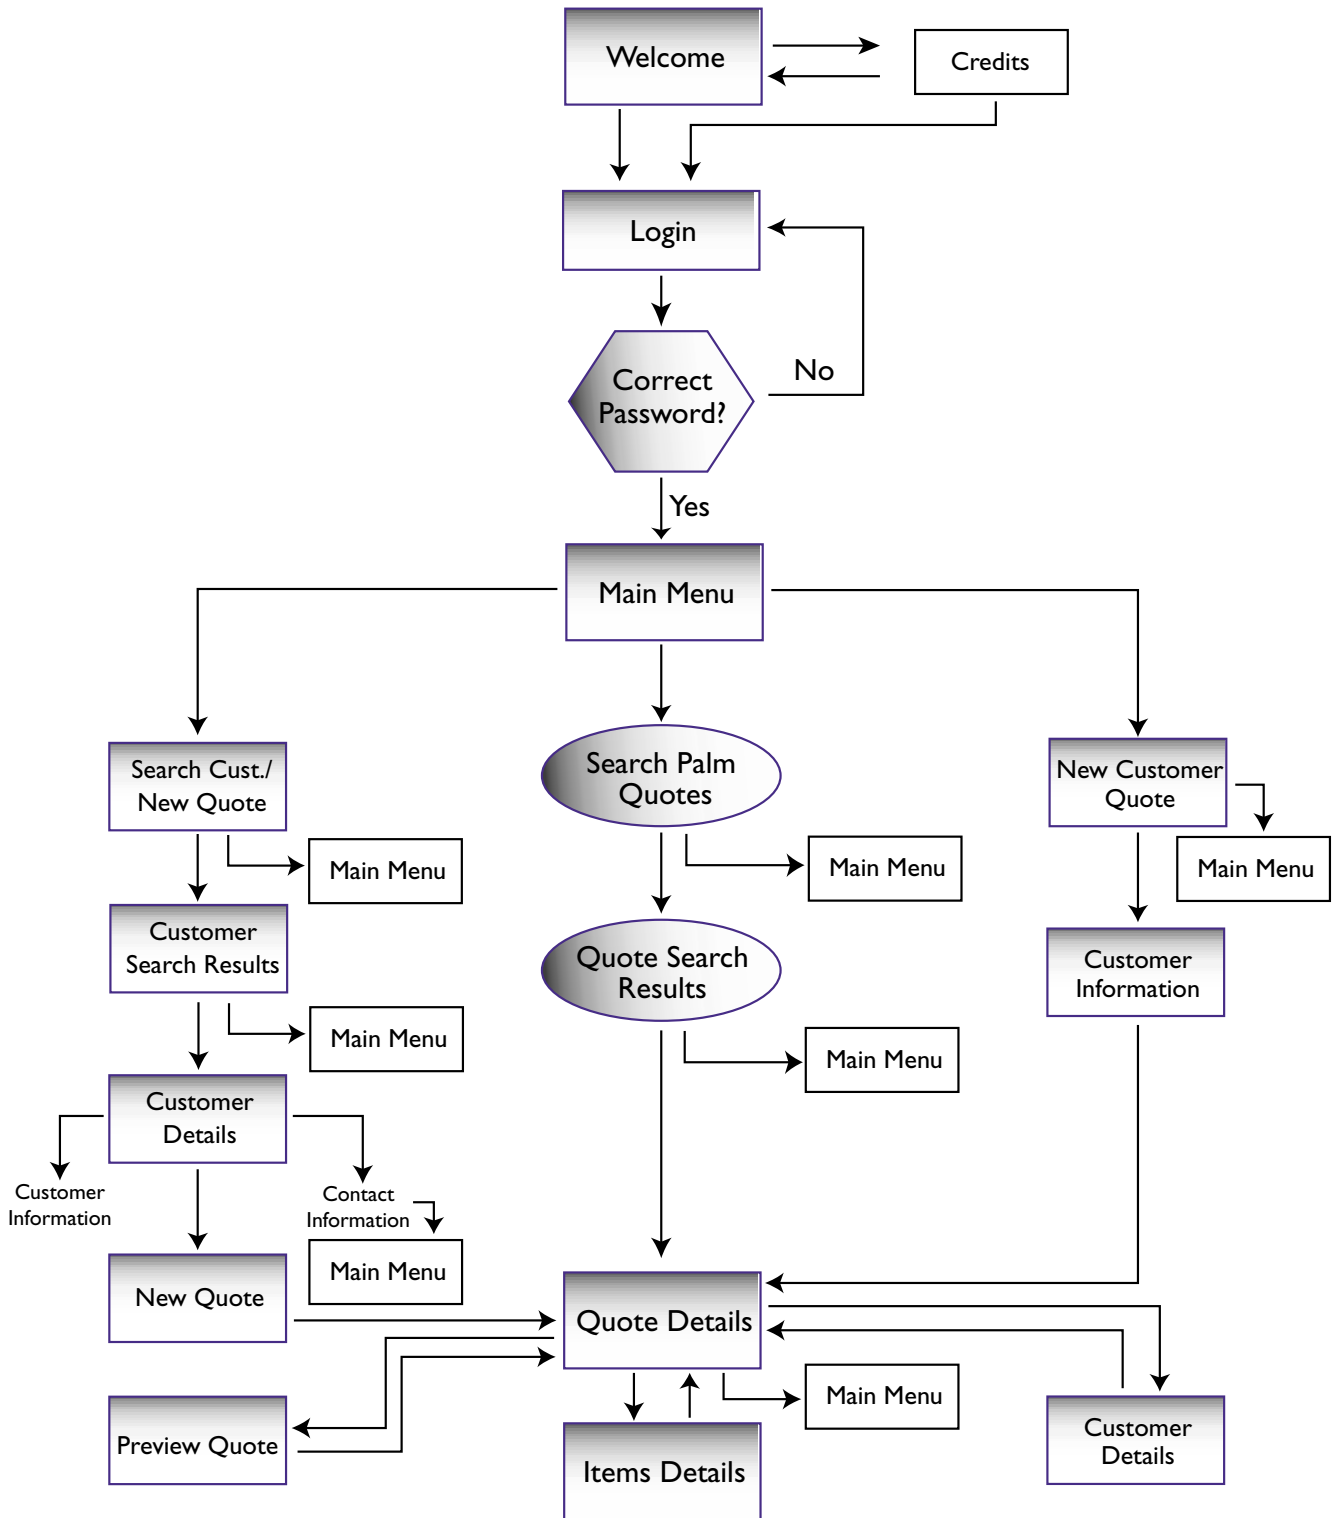 Welcome
Credits
Login
Correct
Password?
No
Yes
Main Menu
Search Cust./
New Quote
Search Palm
Quotes
New Customer
Quote
Main Menu
Main Menu
Main Menu
Customer
Search Results
Quote Search
Results
Customer
Information
Main Menu
Main Menu
Customer
Details
Customer
Information
Contact
Information
Main Menu
New Quote
Quote Details
Main Menu
Preview Quote
Items Details
Customer
Details